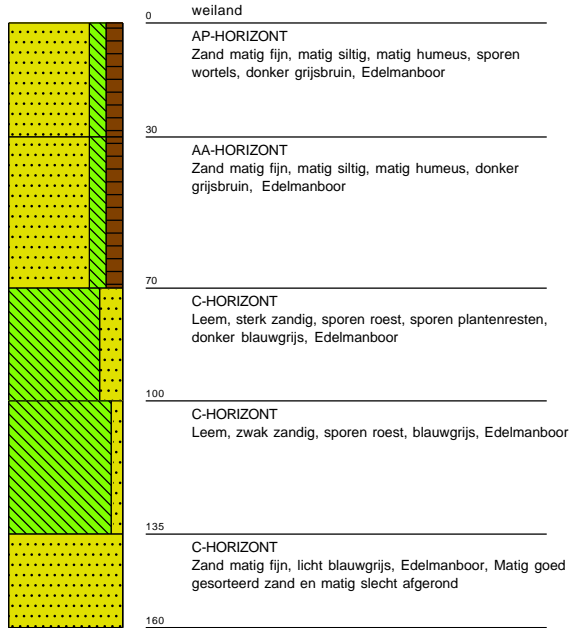 0 weiland
AP-HORIZONT
Zand matig fijn, matig siltig, matig humeus, sporen
wortels, donker grijsbruin, Edelmanboor
30
AA-HORIZONT
Zand matig fijn, matig siltig, matig humeus, donker
grijsbruin, Edelmanboor
70
C-HORIZONT
Leem, sterk zandig, sporen roest, sporen plantenresten,
donker blauwgrijs, Edelmanboor
100
C-HORIZONT
Leem, zwak zandig, sporen roest, blauwgrijs, Edelmanboor
135
C-HORIZONT
Zand matig fijn, licht blauwgrijs, Edelmanboor, Matig goed
gesorteerd zand en matig slecht afgerond
160